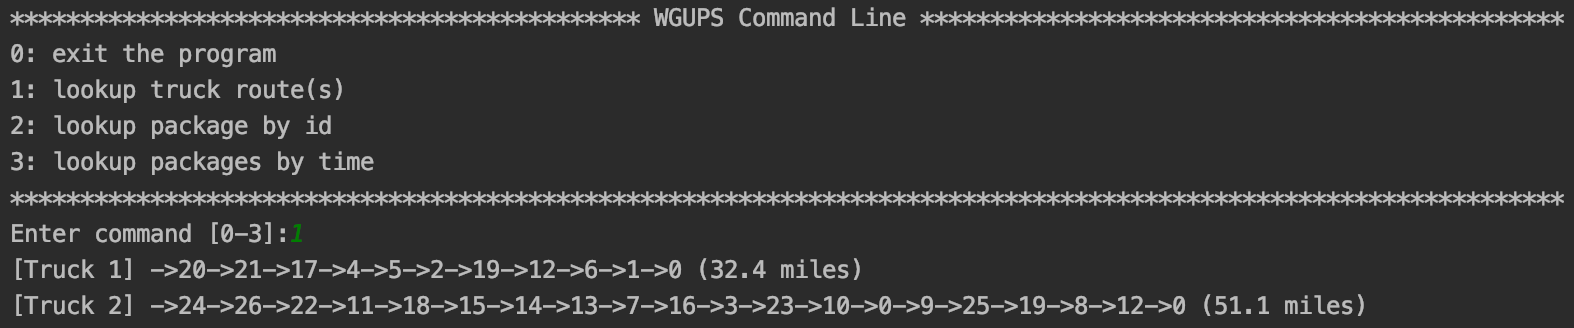 ********************************************* WGUPS Command Line **********************************************
0: exit the program
1: lookup truck route(s)
2: lookup package by id
3: lookup packages by time
***************************************************************************************************************
Enter command [0-3]:1
[Truck 1] ->20->21->17->4->5->2->19->12->6->1->0 (32.4 miles)
[Truck 2] ->24->26->22->11->18->15->14->13->7->16->3->23->10->0->9->25->19->8->12->0 (51.1 miles)